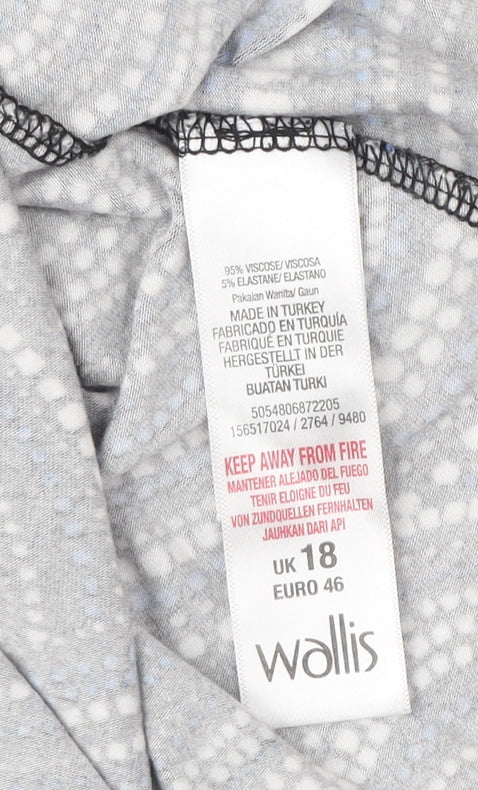 95% VISCOSE/ VISCOSA
5% ELASTANE/ ELASTANO
Pakaian Wanita/ Gaun
MADE IN TURKEY
FABRICADO EN TURQUÍA
FABRIQUÉ EN TURQUIE
HERGESTELLT IN DER
TÜRKEI
BUATAN TURKI
5054806872205
156517024 / 2764 / 9480
KEEP AWAY FROM FIRE
MANTENER ALEJADO DEL FUEGO
TENIR ELOIGNE DU FEU
VON ZUNDQUELLEN FERNHALTEN
JAUHKAN DARI API
UK 18
EURO 46
wallis